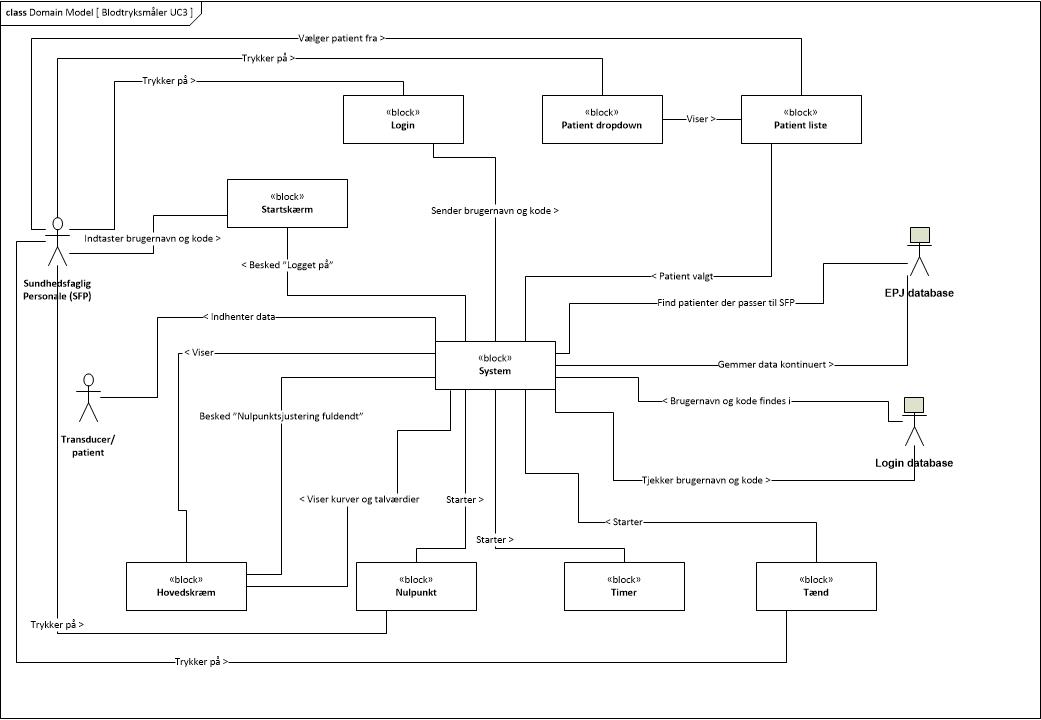 class Domain Model [ Blodtryksmåler UC3 ]
Vælger patient fra >
Trykker på >
Trykker på >
«block»
Login
«block»
Patient dropdown
Viser >
«block»
Patient liste
«block»
Startskærm
Sender brugernavn og kode >
Indtaster brugernavn og kode >
< Besked "Logget på"
< Patient valgt
Sundhedsfaglig
Personale (SFP)
EPJ database
Find patienter der passer til SFP
< Indhenter data
< Viser
«block»
System
Gemmer data kontinuert >
< Brugernavn og kode findes i
Besked "Nulpunktsjustering fuldendt"
Transducer/
patient
Login database
Tjekker brugernavn og kode >
< Viser kurver og talværdier
Starter >
< Starter
Starter >
«block»
Hovedskræm
«block»
Nulpunkt
«block»
Timer
«block»
Tænd
Trykker på >
Trykker på >